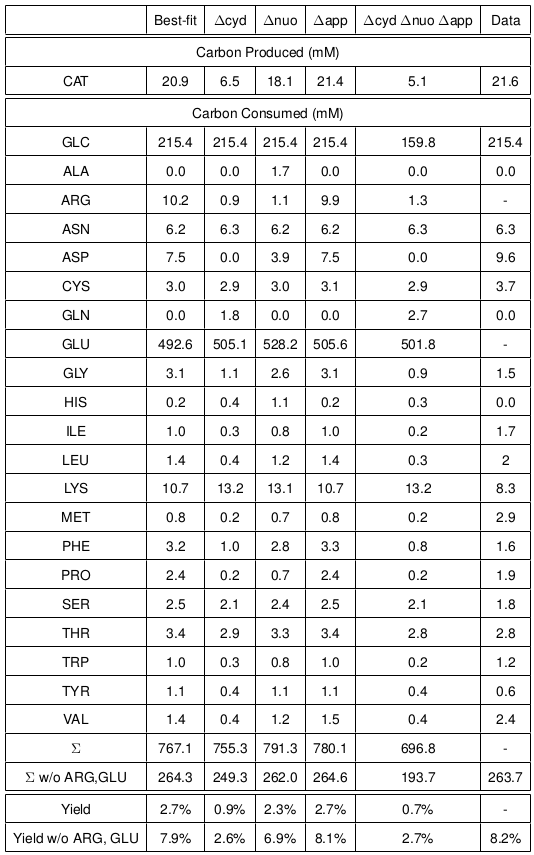 Best-fit Δcyd Δnuo Δapp Δcyd Δnuo Δapp Data
Carbon Produced (mM)
CAT 20.9 6.5 18.1 21.4 5.1 21.6
Carbon Consumed (mM)
GLC 215.4 215.4 215.4 215.4 159.8 215.4
ALA 0.0 0.0 1.7 0.0 0.0 0.0
ARG 10.2 0.9 1.1 9.9 1.3 -
ASN 6.2 6.3 6.2 6.2 6.3 6.3
ASP 7.5 0.0 3.9 7.5 0.0 9.6
CYS 3.0 2.9 3.0 3.1 2.9 3.7
GLN 0.0 1.8 0.0 0.0 2.7 0.0
GLU 492.6 505.1 528.2 505.6 501.8 -
GLY 3.1 1.1 2.6 3.1 0.9 1.5
HIS 0.2 0.4 1.1 0.2 0.3 0.0
ILE 1.0 0.3 0.8 1.0 0.2 1.7
LEU 1.4 0.4 1.2 1.4 0.3 2
LYS 10.7 13.2 13.1 10.7 13.2 8.3
MET 0.8 0.2 0.7 0.8 0.2 2.9
PHE 3.2 1.0 2.8 3.3 0.8 1.6
PRO 2.4 0.2 0.7 2.4 0.2 1.9
SER 2.5 2.1 2.4 2.5 2.1 1.8
THR 3.4 2.9 3.3 3.4 2.8 2.8
TRP 1.0 0.3 0.8 1.0 0.2 1.2
TYR 1.1 0.4 1.1 1.1 0.4 0.6
VAL 1.4 0.4 1.2 1.5 0.4 2.4
Σ 767.1 755.3 791.3 780.1 696.8 -
Σ w/o ARG,GLU 264.3 249.3 262.0 264.6 193.7 263.7
Yield 2.7% 0.9% 2.3% 2.7% 0.7% -
Yield w/o ARG, GLU 7.9% 2.6% 6.9% 8.1% 2.7% 8.2%